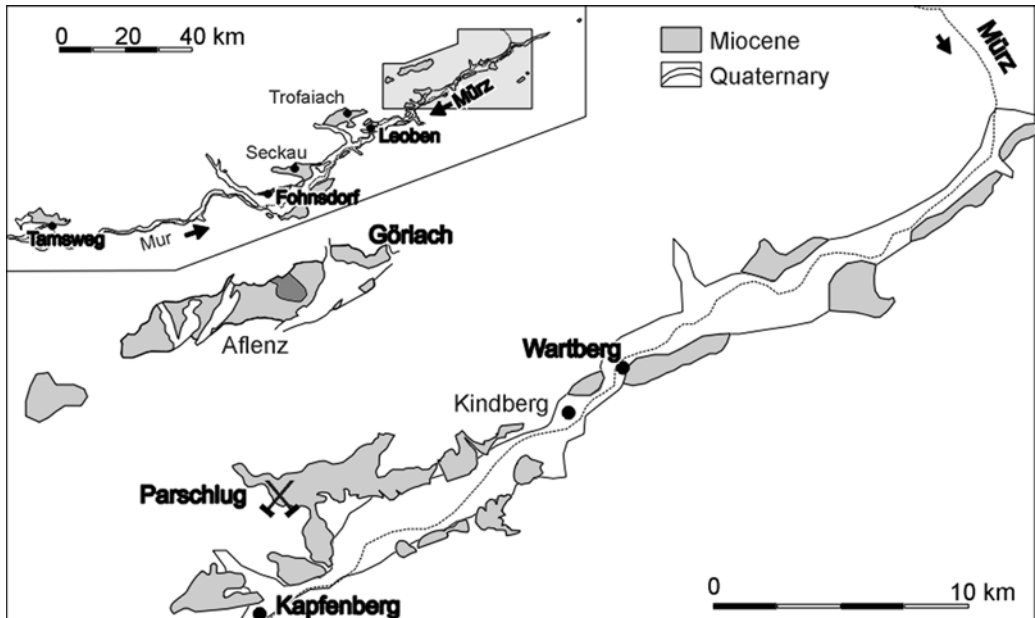 0 20 40 km
Trofaiach
Mürz
Leoben
Seckau
Fohnsdorf
Tamsweg
Mur
Miocene
Quaternary
Mürz
Görlach
Aflenz
Wartberg
Kindberg
Parschlug
Kapfenberg
0 10 km